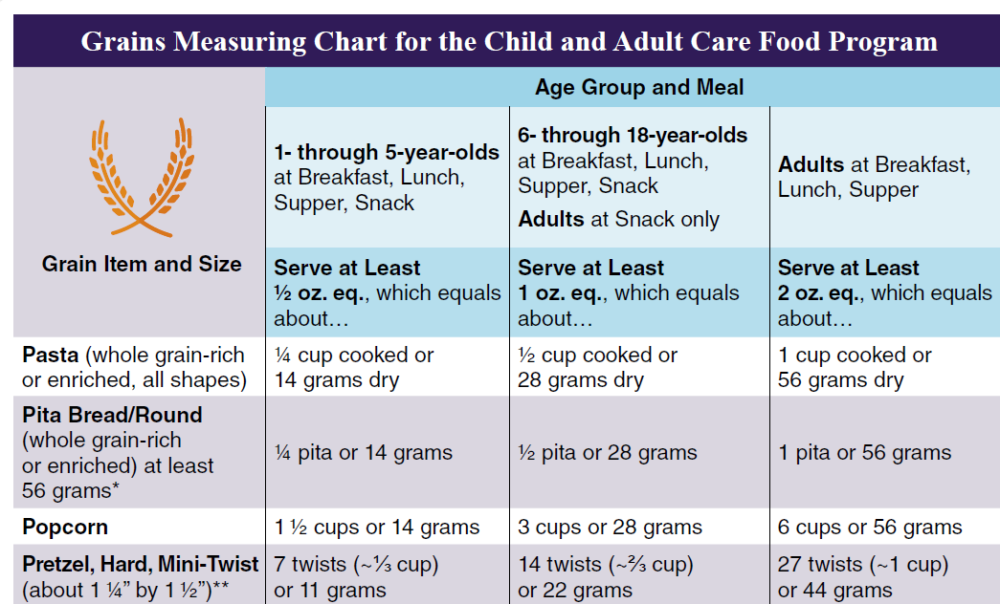 Grains Measuring Chart for the Child and Adult Care Food Program
Age Group and Meal
Grain Item and Size
1- through 5-year-olds
at Breakfast, Lunch,
Supper, Snack
6- through 18-year-olds
at Breakfast, Lunch,
Supper, Snack
Adults at Snack only
Adults at Breakfast,
Lunch, Supper
Serve at Least
½ oz. eq., which equals
about…
Serve at Least
1 oz. eq., which equals
about…
Serve at Least
2 oz. eq., which equals
about…
Pasta (whole grain-rich
or enriched, all shapes)
¼ cup cooked or
14 grams dry
½ cup cooked or
28 grams dry
1 cup cooked or
56 grams dry
Pita Bread/Round
(whole grain-rich
or enriched) at least
56 grams*
¼ pita or 14 grams
½ pita or 28 grams
1 pita or 56 grams
Popcorn
1 ½ cups or 14 grams
3 cups or 28 grams
6 cups or 56 grams
Pretzel, Hard, Mini-Twist
(about 1 ¼” by 1 ½”)**
7 twists (~⅓ cup)
or 11 grams
14 twists (~⅔ cup)
or 22 grams
27 twists (~1 cup)
or 44 grams